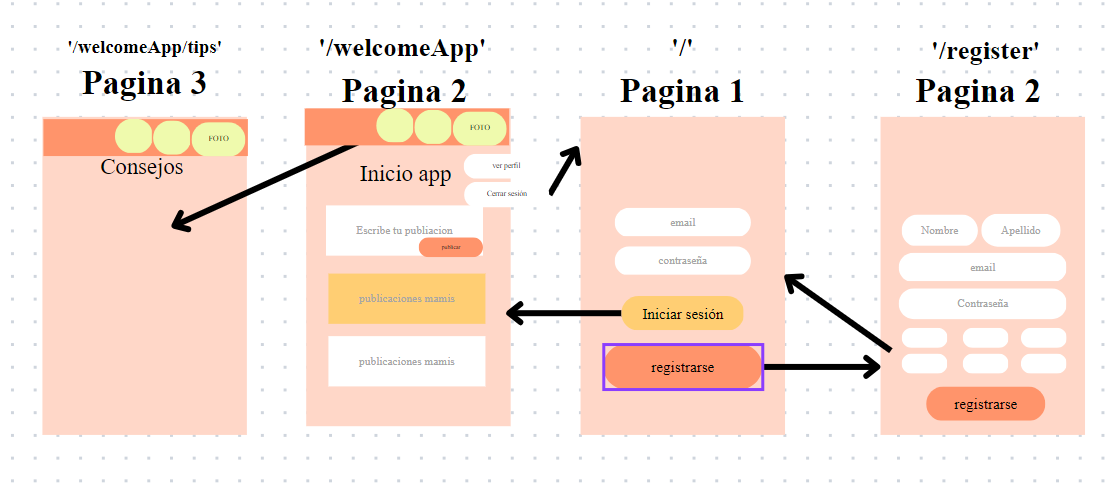 '/welcomeApp/tips'
Pagina 3
FOTO
Consejos
'/welcomeApp'
Pagina 2
FOTO
ver perfil
Inicio app
Cerrar sesión
Escribe tu publiacion
publicar
publicaciones mamis
publicaciones mamis
'/'
Pagina 1
email
contraseña
Iniciar sesión
registrarse
'/register'
Pagina 2
Nombre
Apellido
email
Contraseña
registrarse